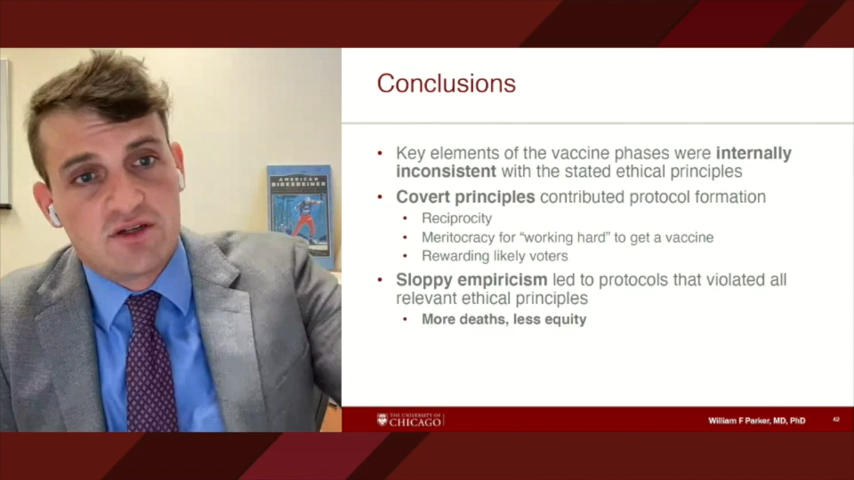 Conclusions
• Key elements of the vaccine phases were internally
inconsistent with the stated ethical principles
• Covert principles contributed protocol formation
• Reciprocity
• Meritocracy for “working hard” to get a vaccine
• Rewarding likely voters
• Sloppy empiricism led to protocols that violated all
relevant ethical principles
• More deaths, less equity
AMERICAN
BIRKEBEINER
THE UNIVERSITY OF
CHICAGO
William F Parker, MD, PhD
42